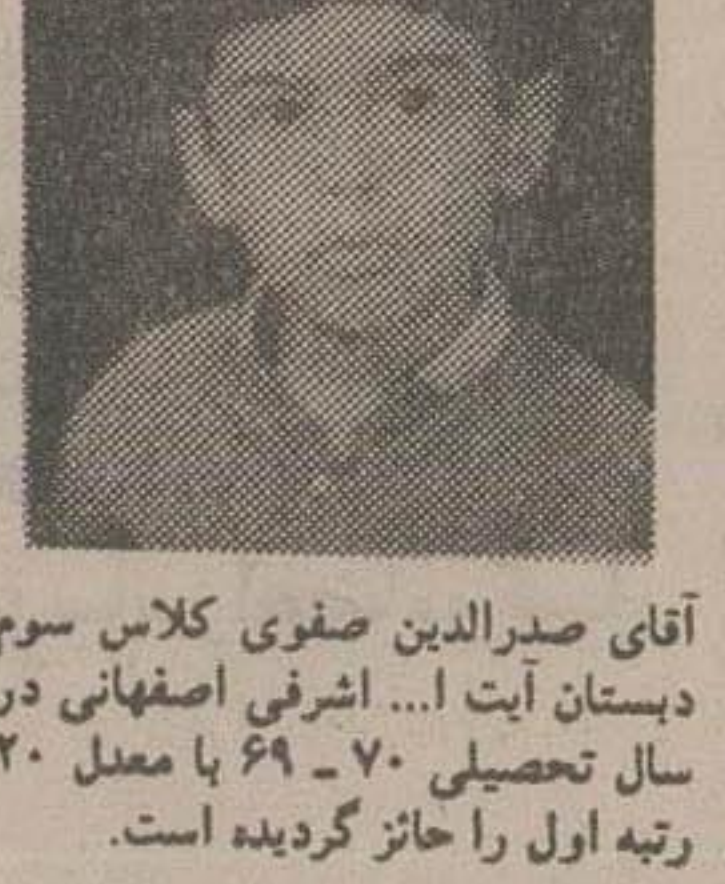 آقای صدرالدین صفوی کلاس سوم
دبستان آیت ا... اشرفی اصفهانی در
سال تحصیلی ۷۰ ـ ۶۹ با معدل ۲۰
رتبه اول را حائز گردیده است.